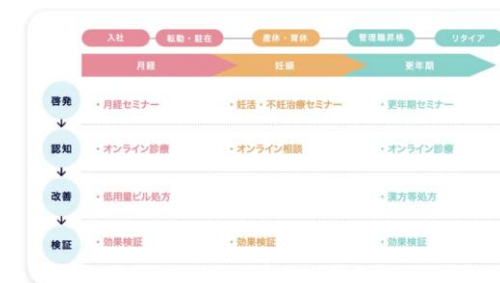 入社 転勤・駐在 産休・育休 管理職昇格 リタイア
月経 妊娠 更年期
啓発 ・月経セミナー ・妊活・不妊治療セミナー ・更年期セミナー
認知 ・オンライン診療 ・オンライン相談 ・オンライン診療
改善 ・低用量ピル処方 ・漢方等処方
検証 ・効果検証 ・効果検証 ・効果検証